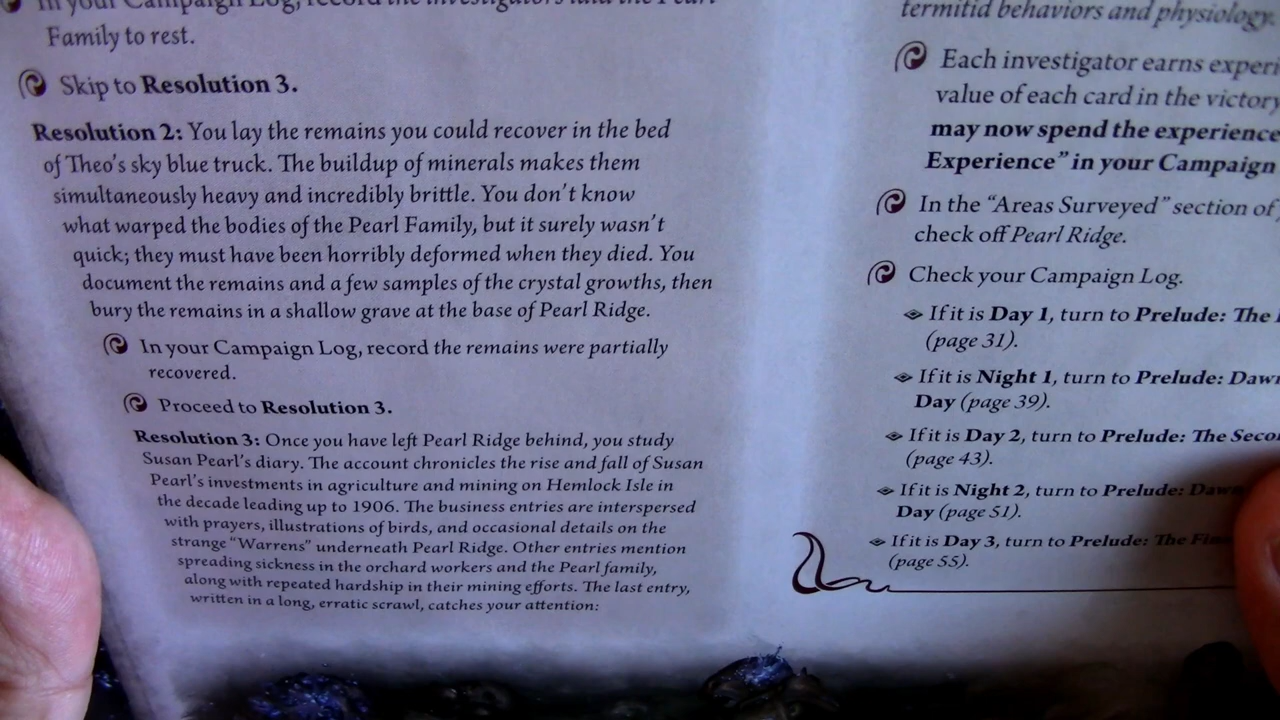 In your Campaign Log, record the investigators laid the Pearl
Family to rest.
Skip to Resolution 3.
Resolution 2: You lay the remains you could recover in the bed
of Theo's sky blue truck. The buildup of minerals makes them
simultaneously heavy and incredibly brittle. You don't know
what warped the bodies of the Pearl Family, but it surely wasn't
quick; they must have been horribly deformed when they died. You
document the remains and a few samples of the crystal growths, then
bury the remains in a shallow grave at the base of Pearl Ridge.
In your Campaign Log, record the remains were partially
recovered.
Proceed to Resolution 3.
Resolution 3: Once you have left Pearl Ridge behind, you study
Susan Pearl's diary. The account chronicles the rise and fall of Susan
Pearl's investments in agriculture and mining on Hemlock Isle in
the decade leading up to 1906. The business entries are interspersed
with prayers, illustrations of birds, and occasional details on the
strange "Warrens" underneath Pearl Ridge. Other entries mention
spreading sickness in the orchard workers and the Pearl family,
along with repeated hardship in their mining efforts. The last entry,
written in a long, erratic scrawl, catches your attention:
termitid behaviors and physiology.
Each investigator earns experi
value of each card in the victory
may now spend the experience
Experience" in your Campaign
In the "Areas Surveyed" section of
check off Pearl Ridge.
Check your Campaign Log.
If it is Day 1, turn to Prelude: The
(page 31).
If it is Night 1, turn to Prelude: Daw
Day (page 39).
If it is Day 2, turn to Prelude: The Seco
(page 43).
If it is Night 2, turn to Prelude: Daw
Day (page 51).
If it is Day 3, turn to Prelude: The Fin
(page 55).